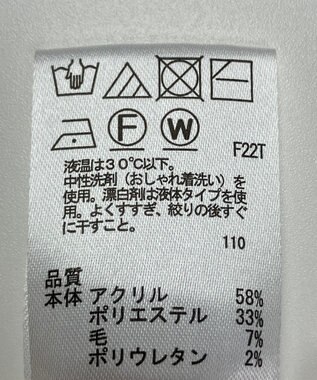 F W F22T
液温は30℃以下。
中性洗剤（おしゃれ着洗い）を
使用。漂白剤は液体タイプを使
用。よくすすぎ、絞りの後すぐ
に干すこと。
110
品質
本体 アクリル 58%
ポリエステル 33%
毛 7%
ポリウレタン 2%